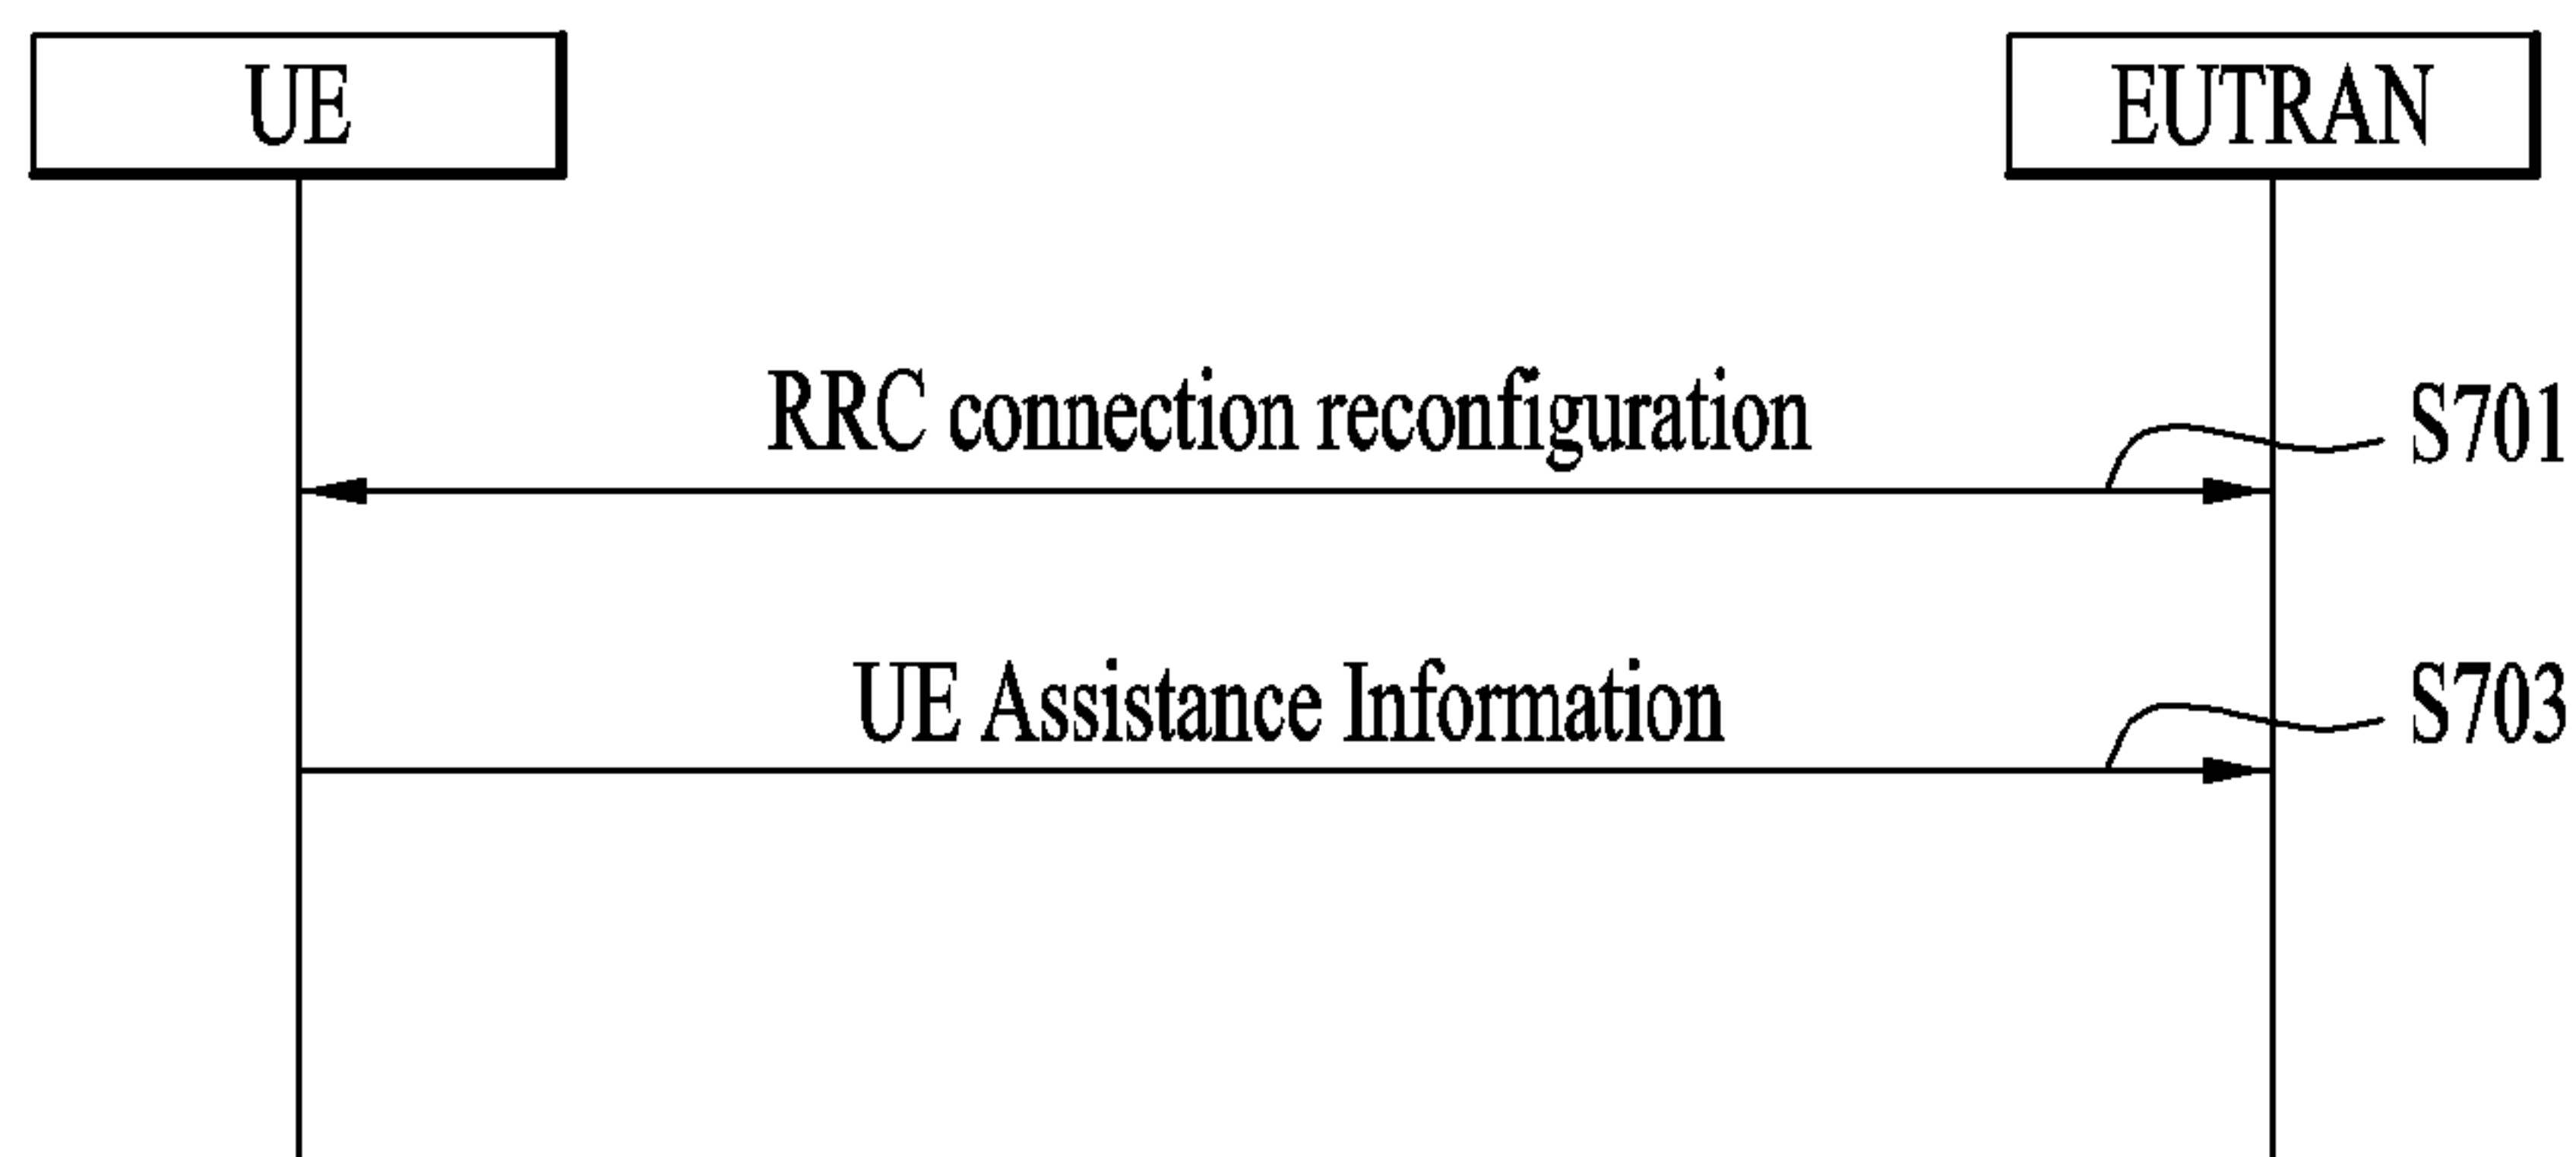 UE
EUTRAN
RRC connection reconfiguration
S701
UE Assistance Information
S703